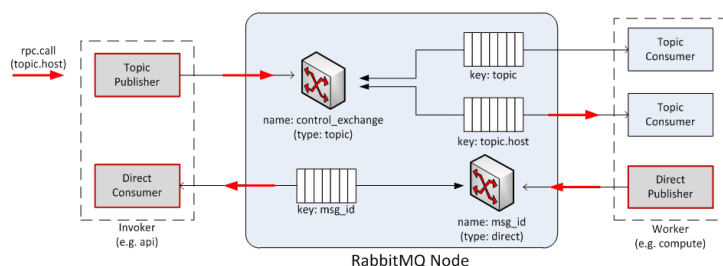 rpc.call
(topic.host)
Topic
Publisher
name: control_exchange
(type: topic)
key: topic
Topic
Consumer
key: topic.host
Topic
Consumer
Direct
Consumer
key: msg_id
name: msg_id
(type: direct)
Direct
Publisher
Invoker
(e.g. api)
Worker
(e.g. compute)
RabbitMQ Node